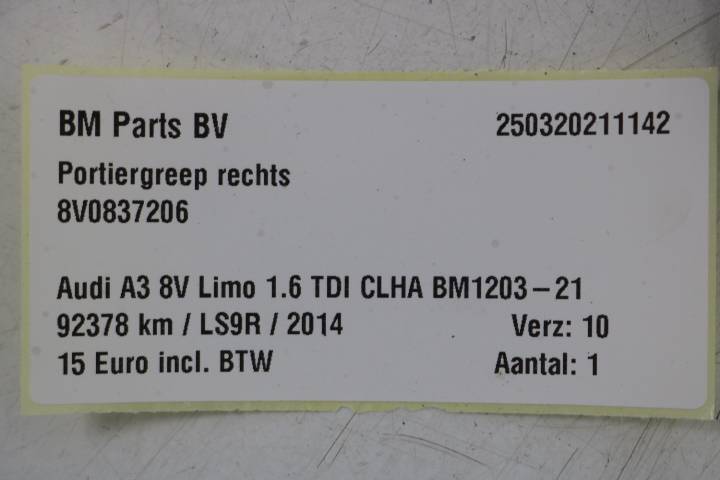 BM Parts BV 250320211142
Portiergreep rechts
8V0837206
Audi A3 8V Limo 1.6 TDI CLHA BM1203-21
92378 km / LS9R / 2014 Verz: 10
15 Euro incl. BTW Aantal: 1